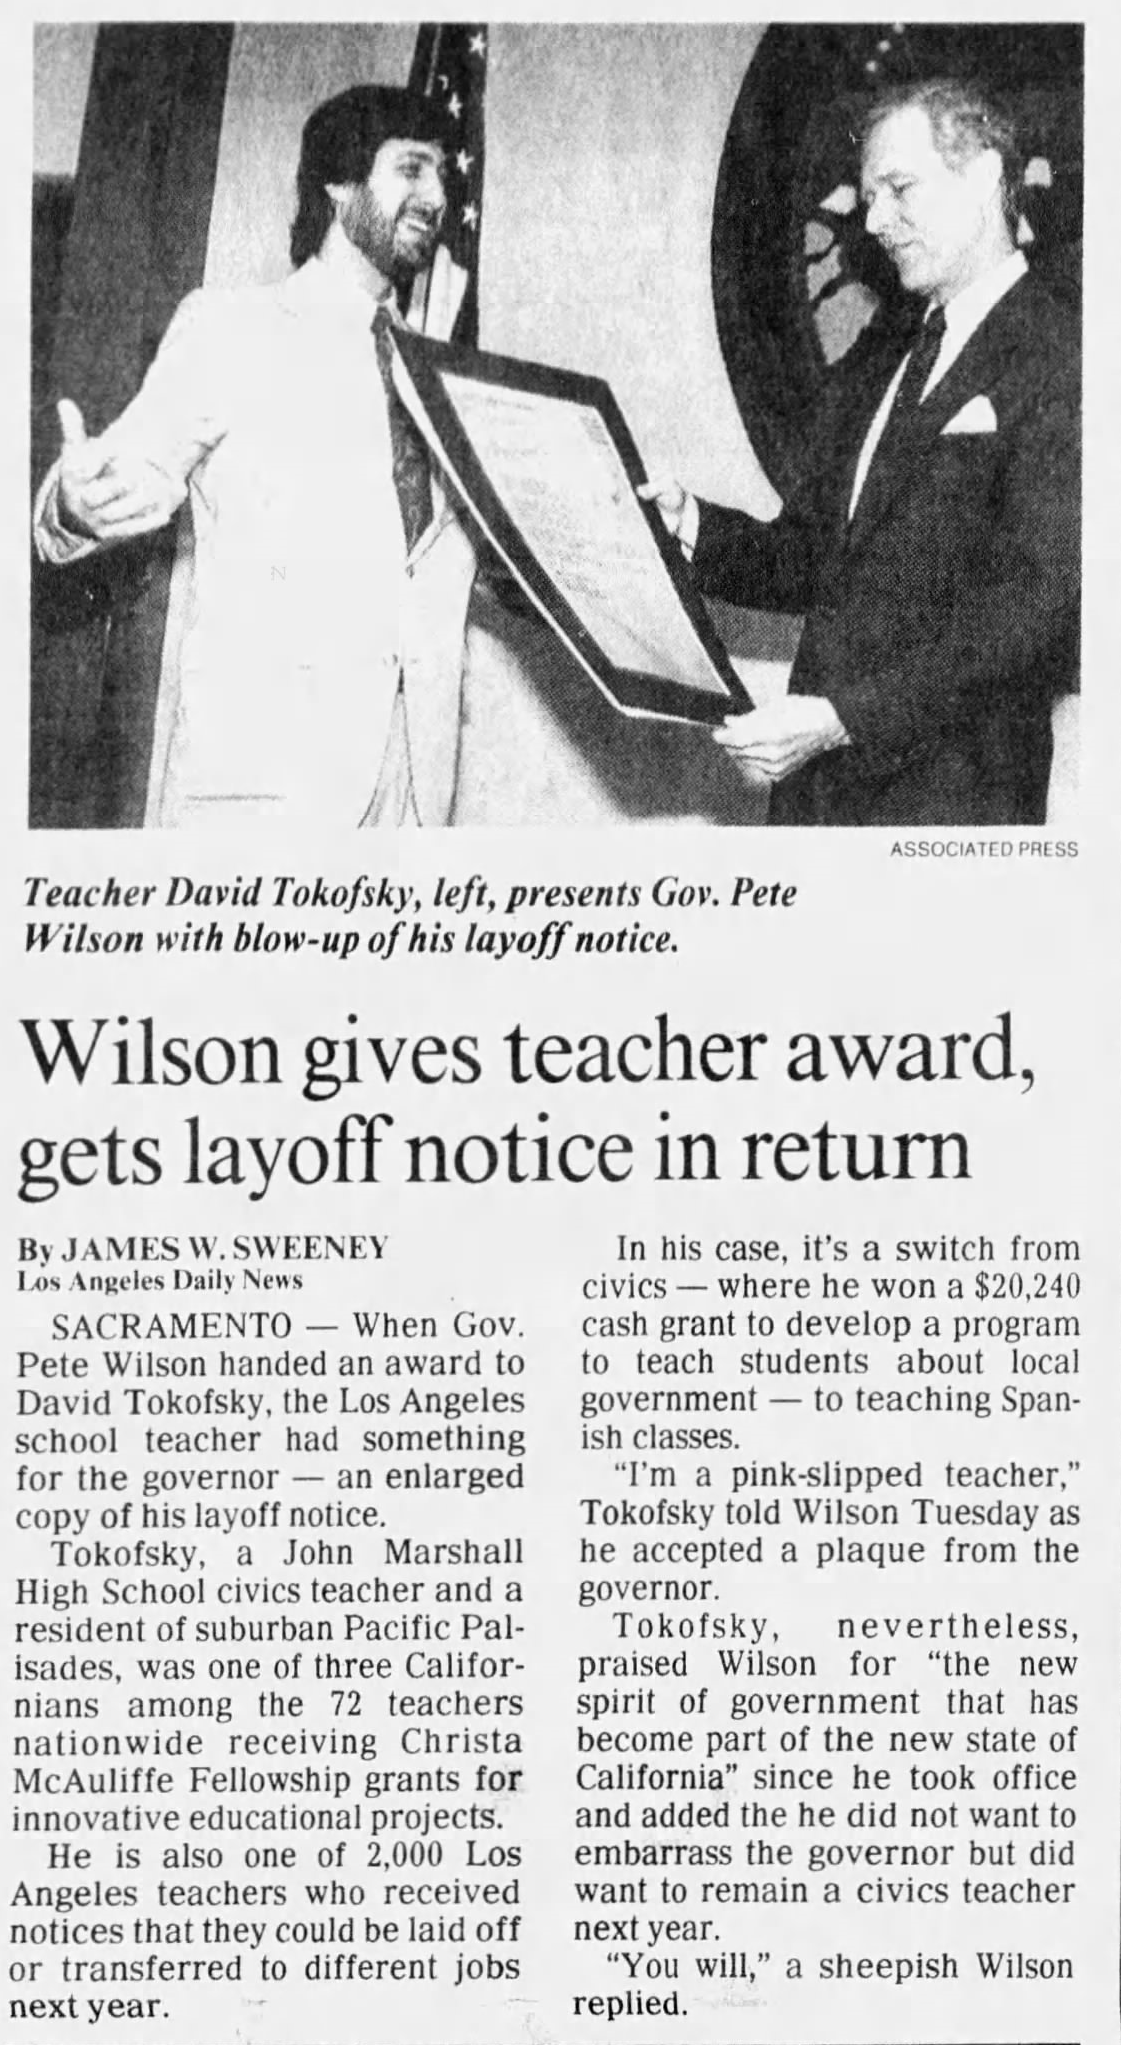 ASSOCIATED PRESS
Teacher David Tokofsky, left, presents Gov. Pete
Wilson with blow-up of his layoff notice.
Wilson gives teacher award,
gets layoff notice in return
By JAMES W. SWEENEY
Los Angeles Daily News
SACRAMENTO — When Gov.
Pete Wilson handed an award to
David Tokofsky, the Los Angeles
school teacher had something
for the governor — an enlarged
copy of his layoff notice.
Tokofsky, a John Marshall
High School civics teacher and a
resident of suburban Pacific Pal-
isades, was one of three Califor-
nians among the 72 teachers
nationwide receiving Christa
McAuliffe Fellowship grants for
innovative educational projects.
He is also one of 2,000 Los
Angeles teachers who received
notices that they could be laid off
or transferred to different jobs
next year.
In his case, it's a switch from
civics — where he won a $20,240
cash grant to develop a program
to teach students about local
government — to teaching Span-
ish classes.
“I'm a pink-slipped teacher,”
Tokofsky told Wilson Tuesday as
he accepted a plaque from the
governor.
Tokofsky, nevertheless,
praised Wilson for “the new
spirit of government that has
become part of the new state of
California” since he took office
and added the he did not want to
embarrass the governor but did
want to remain a civics teacher
next year.
“You will,” a sheepish Wilson
replied.